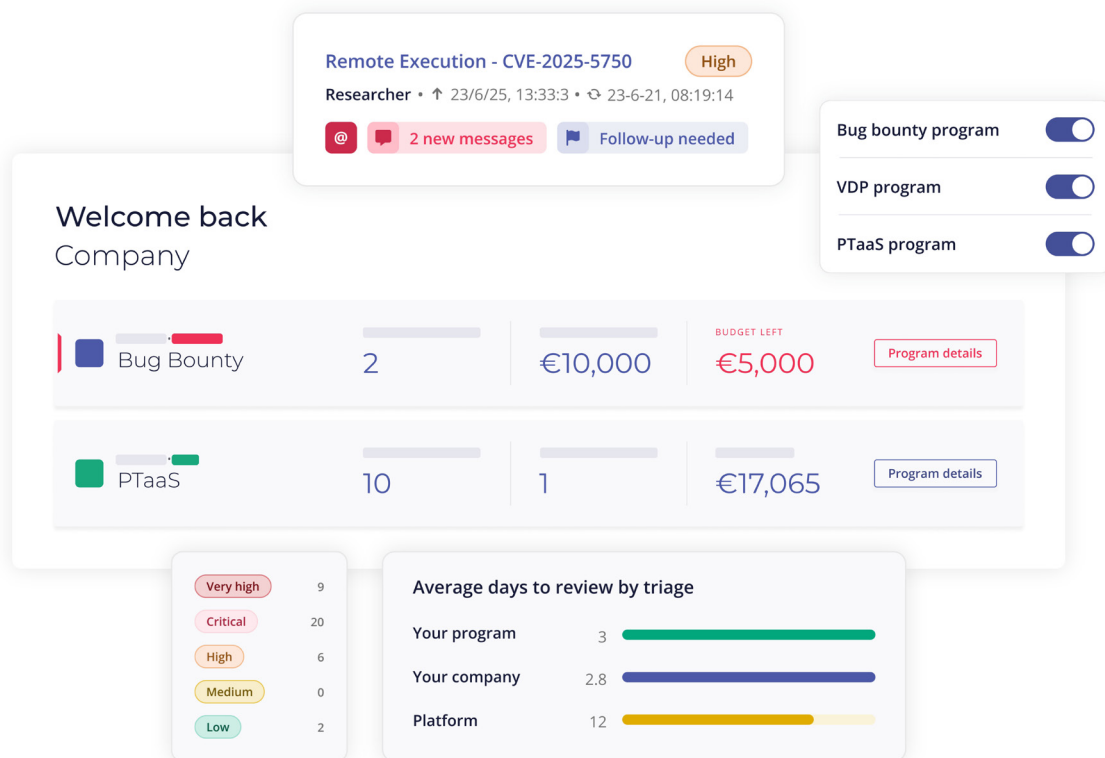 Remote Execution - CVE-2025-5750 High
Researcher • ↑ 23/6/25, 13:33:3 • 23-6-21, 08:19:14
@ 2 new messages Follow-up needed
Bug bounty program
VDP program
PTaaS program
Welcome back
Company
Bug Bounty 2 €10,000 BUDGET LEFT €5,000 Program details
PTaaS 10 1 €17,065 Program details
Very high 9
Critical 20
High 6
Medium 0
Low 2
Average days to review by triage
Your program 3
Your company 2.8
Platform 12